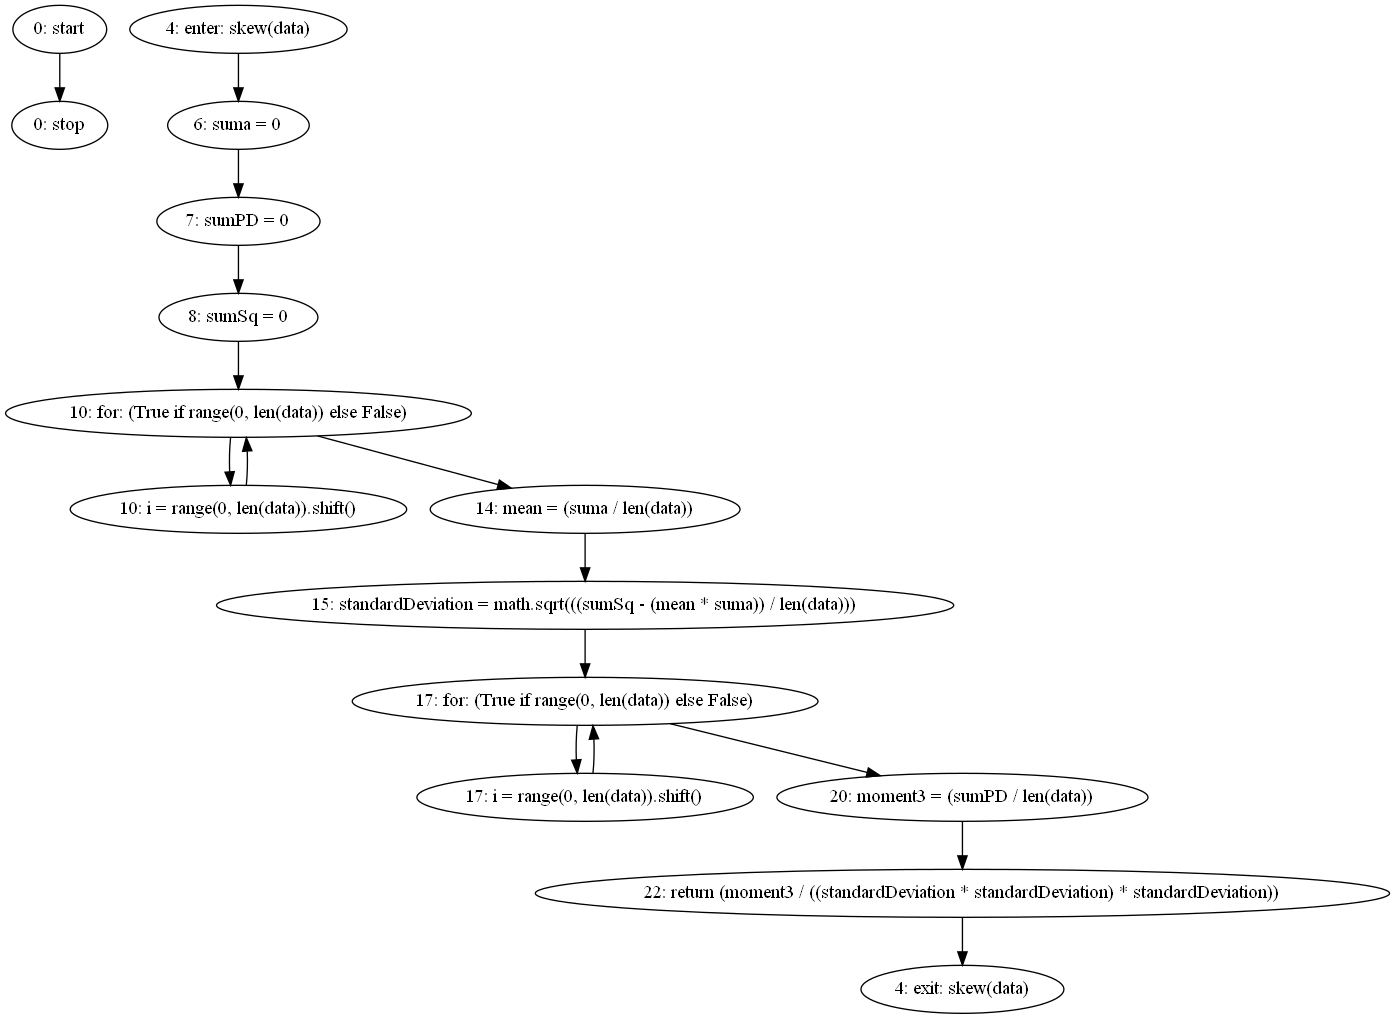 0: start
4: enter: skew(data)
0: stop
6: suma = 0
7: sumPD = 0
8: sumSq = 0
10: for: (True if range(0, len(data)) else False)
10: i = range(0, len(data)).shift()
14: mean = (suma / len(data))
15: standardDeviation = math.sqrt(((sumSq - (mean * suma)) / len(data)))
17: for: (True if range(0, len(data)) else False)
17: i = range(0, len(data)).shift()
20: moment3 = (sumPD / len(data))
22: return (moment3 / ((standardDeviation * standardDeviation) * standardDeviation))
4: exit: skew(data)